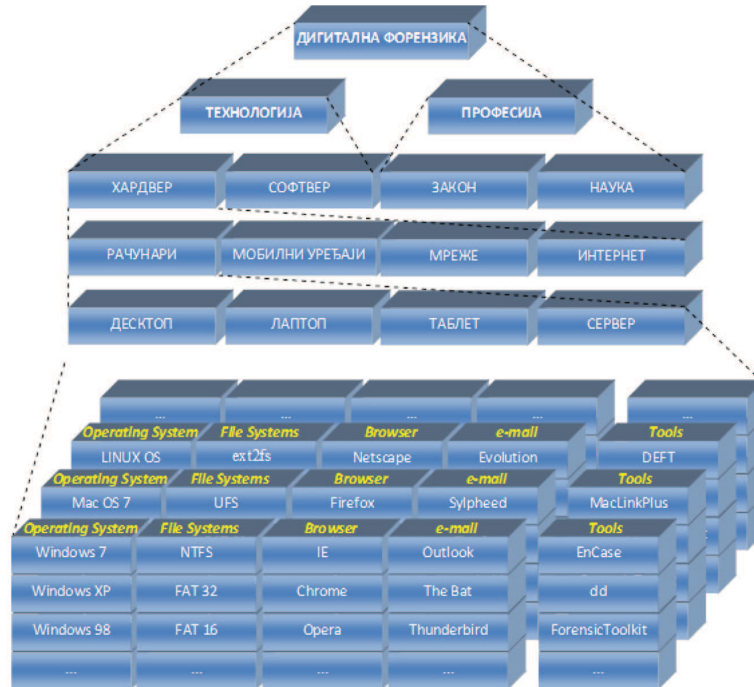 ДИГИТАЛНА ФОРЕНЗИКА
ТЕХНОЛОГИЈА ПРОФЕСИЈА
ХАРДВЕР СОФТВЕР ЗАКОН НАУКА
РАЧУНАРИ МОБИЛНИ УРЕЂАЈИ МРЕЖЕ ИНТЕРНЕТ
ДЕСКТОП ЛАПТОП ТАБЛЕТ СЕРВЕР
... ... ... ... ...
Operating System File Systems Browser e-mail Tools
LINUX OS ext2fs Netscape Evolution DEFT
Operating System File Systems Browser e-mail Tools
Mac OS 7 UFS Firefox Sylpheed MacLinkPlus
Operating System File Systems Browser e-mail Tools
Windows 7 NTFS IE Outlook EnCase
Windows XP FAT 32 Chrome The Bat dd
Windows 98 FAT 16 Opera Thunderbird ForensicToolkit
... ... ... ... ...